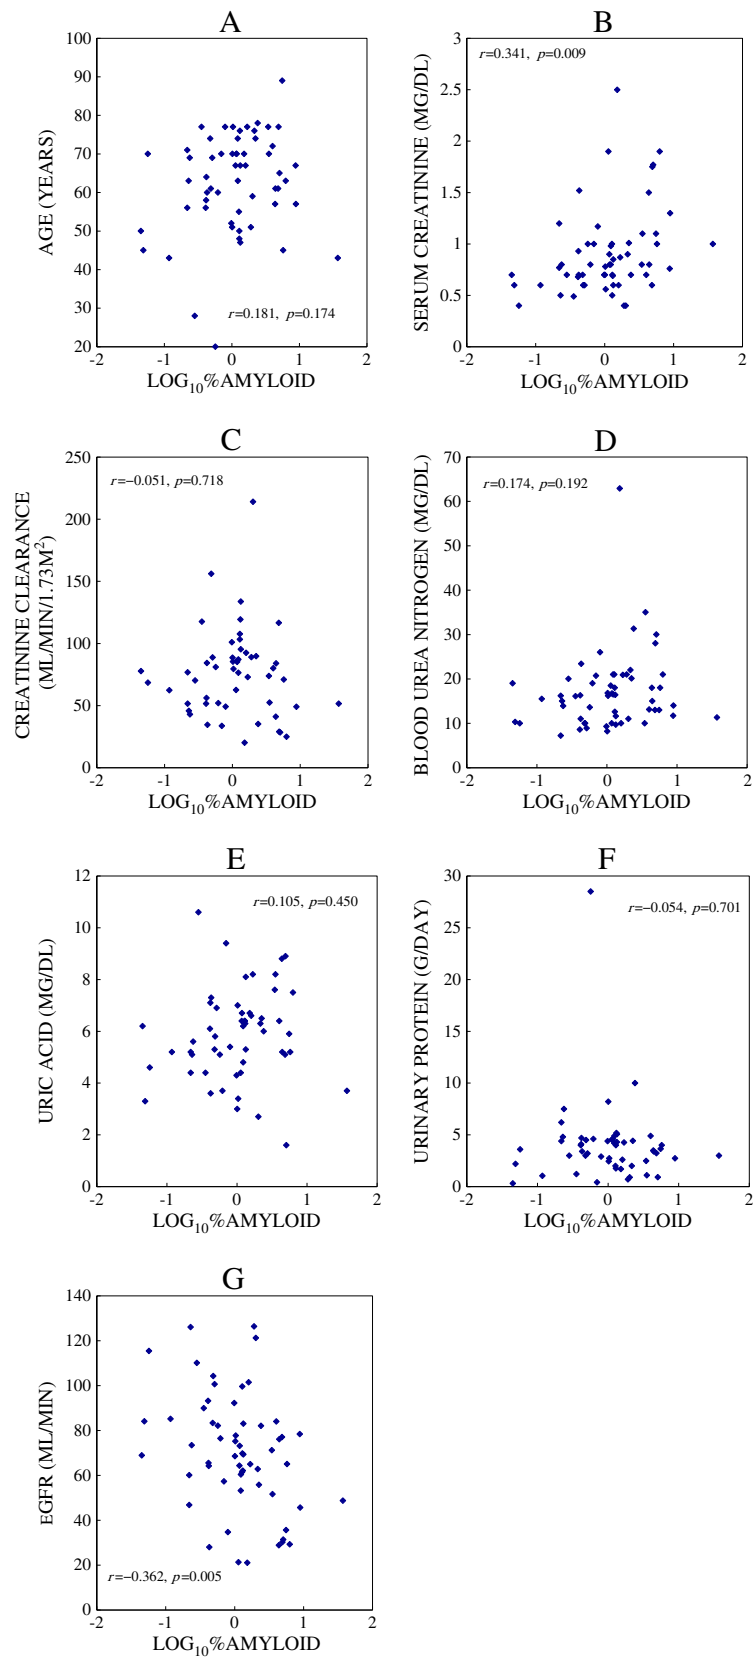 A
AGE (YEARS)
100
90
80
70
60
50
40
30
20
r=0.181, p=0.174
-2 -1 0 1 2
LOG10%AMYLOID
B
SERUM CREATININE (MG/DL)
r=0.341, p=0.009
3
2.5
2
1.5
1
0.5
0
-2 -1 0 1 2
LOG10%AMYLOID
C
CREATININE CLEARANCE
(ML/MIN/1.73M2)
r=-0.051, p=0.718
250
200
150
100
50
0
-2 -1 0 1 2
LOG10%AMYLOID
D
BLOOD UREA NITROGEN (MG/DL)
r=0.174, p=0.192
70
60
50
40
30
20
10
0
-2 -1 0 1 2
LOG10%AMYLOID
E
URIC ACID (MG/DL)
r=0.105, p=0.450
12
10
8
6
4
2
0
-2 -1 0 1 2
LOG10%AMYLOID
F
URINARY PROTEIN (G/DAY)
r=-0.054, p=0.701
30
25
20
15
10
5
0
-2 -1 0 1 2
LOG10%AMYLOID
G
EGFR (ML/MIN)
140
120
100
80
60
40
20
0
r=-0.362, p=0.005
-2 -1 0 1 2
LOG10%AMYLOID